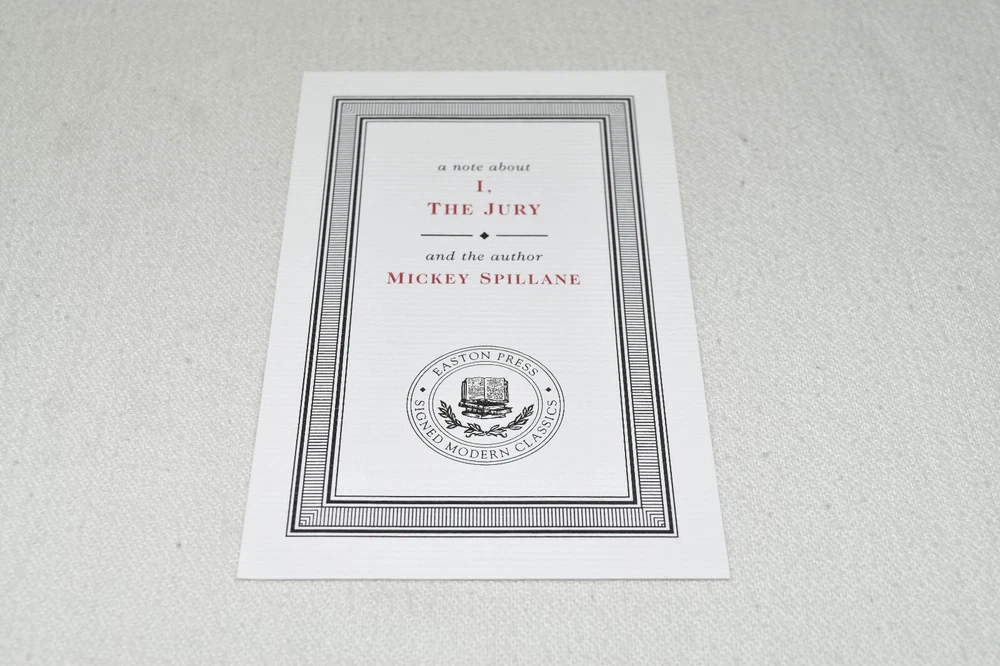 a note about
I,
THE JURY
and the author
MICKEY SPILLANE
EASTON PRESS
SIGNED MODERN CLASSICS